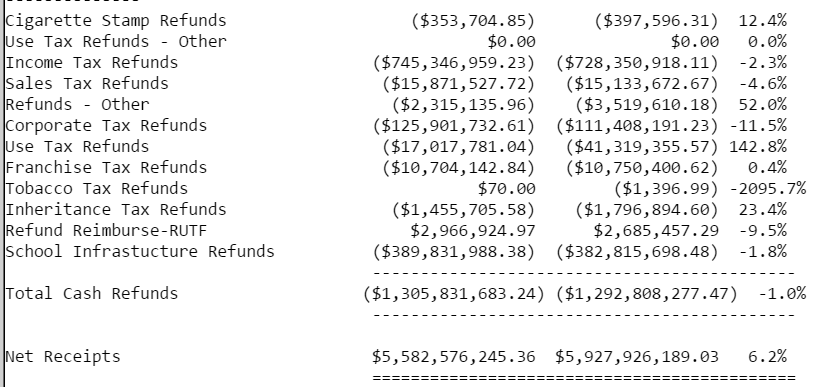 Cigarette Stamp Refunds ($353,704.85) ($397,596.31) 12.4%
Use Tax Refunds - Other $0.00 $0.00 0.0%
Income Tax Refunds ($745,346,959.23) ($728,350,918.11) -2.3%
Sales Tax Refunds ($15,871,527.72) ($15,133,672.67) -4.6%
Refunds - Other ($2,315,135.96) ($3,519,610.18) 52.0%
Corporate Tax Refunds ($125,901,732.61) ($111,408,191.23) -11.5%
Use Tax Refunds ($17,017,781.04) ($41,319,355.57) 142.8%
Franchise Tax Refunds ($10,704,142.84) ($10,750,400.62) 0.4%
Tobacco Tax Refunds $70.00 ($1,396.99) -2095.7%
Inheritance Tax Refunds ($1,455,705.58) ($1,796,894.60) 23.4%
Refund Reimburse-RUTF $2,966,924.97 $2,685,457.29 -9.5%
School Infrastucture Refunds ($389,831,988.38) ($382,815,698.48) -1.8%
Total Cash Refunds ($1,305,831,683.24) ($1,292,808,277.47) -1.0%
Net Receipts $5,582,576,245.36 $5,927,926,189.03 6.2%